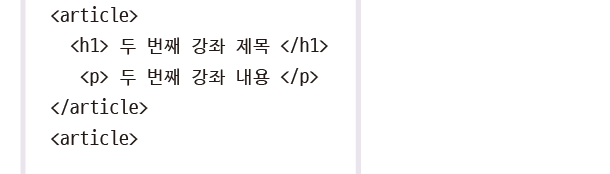 <article>
<h1> 두 번째 강좌 제목 </h1>
<p> 두 번째 강좌 내용 </p>
</article>
<article>